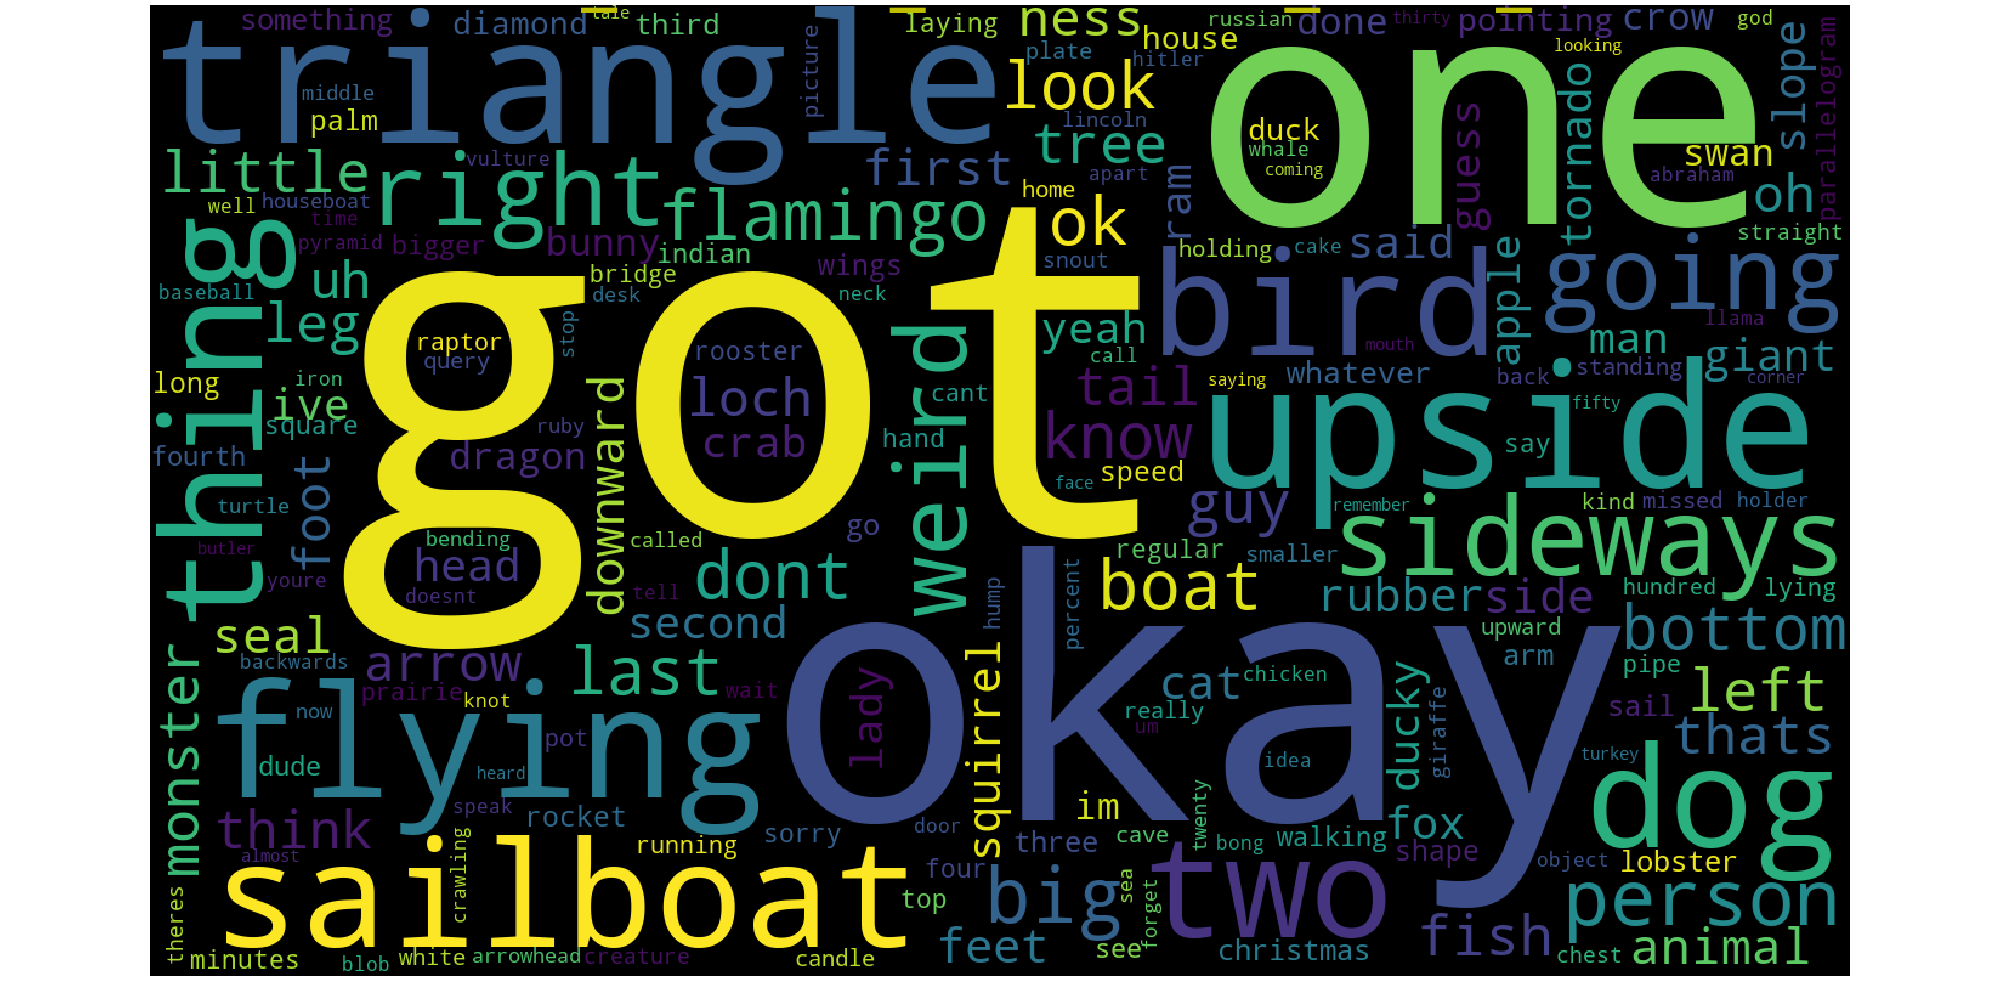 something
diamond
tale
third
laying
ness
russian
done
thirty
pointing
crow
god
triangle
one
picture
plate
house
hitler
looking
slope
parallelogram
middle
palm
look
lincoln
duck
whale
coming
guess
tornado
swan
abraham
little
vulture
right
first
tree
apart
ram
oh
well
houseboat
time
flamingo
home
ok
straight
thing
pyramid
bigger
bunny
indian
wings
snout
holding
cake
said
going
baseball
uh
bridge
desk
neck
bird
apple
leg
got
stop
weird
yeah
call
mouth
man
llama
giant
raptor
query
rooster
long
iron
ive
loch
cant
tail
saying
whatever
back
standing
corner
square
ruby
downward
crab
hand
know
upside
fifty
say
fourth
foot
dragon
speed
face
turtle
go
guy
remember
sideways
kind
missed
holder
butler
bending
called
regular
smaller
youre
head
doesnt
dont
tell
hump
percent
boat
rubber
side
hundred
lying
monster
seal
second
okay
upward
arm
bottom
backwards
arrow
last
squirrel
cat
chicken
ducky
pipe
prairie
knot
wait
lady
really
um
giraffe
sail
left
now
flying
pot
idea
turkey
thats
dude
heard
dog
think
speak
rocket
sorry
door
im
twenty
bong
walking
fox
almost
crawling
running
three
cave
shape
object
lobster
sailboat
four
top
big
sea
two
person
theres
forget
fish
animal
minutes
blob
white
arrowhead
creature
candle
feet
see
christmas
chest